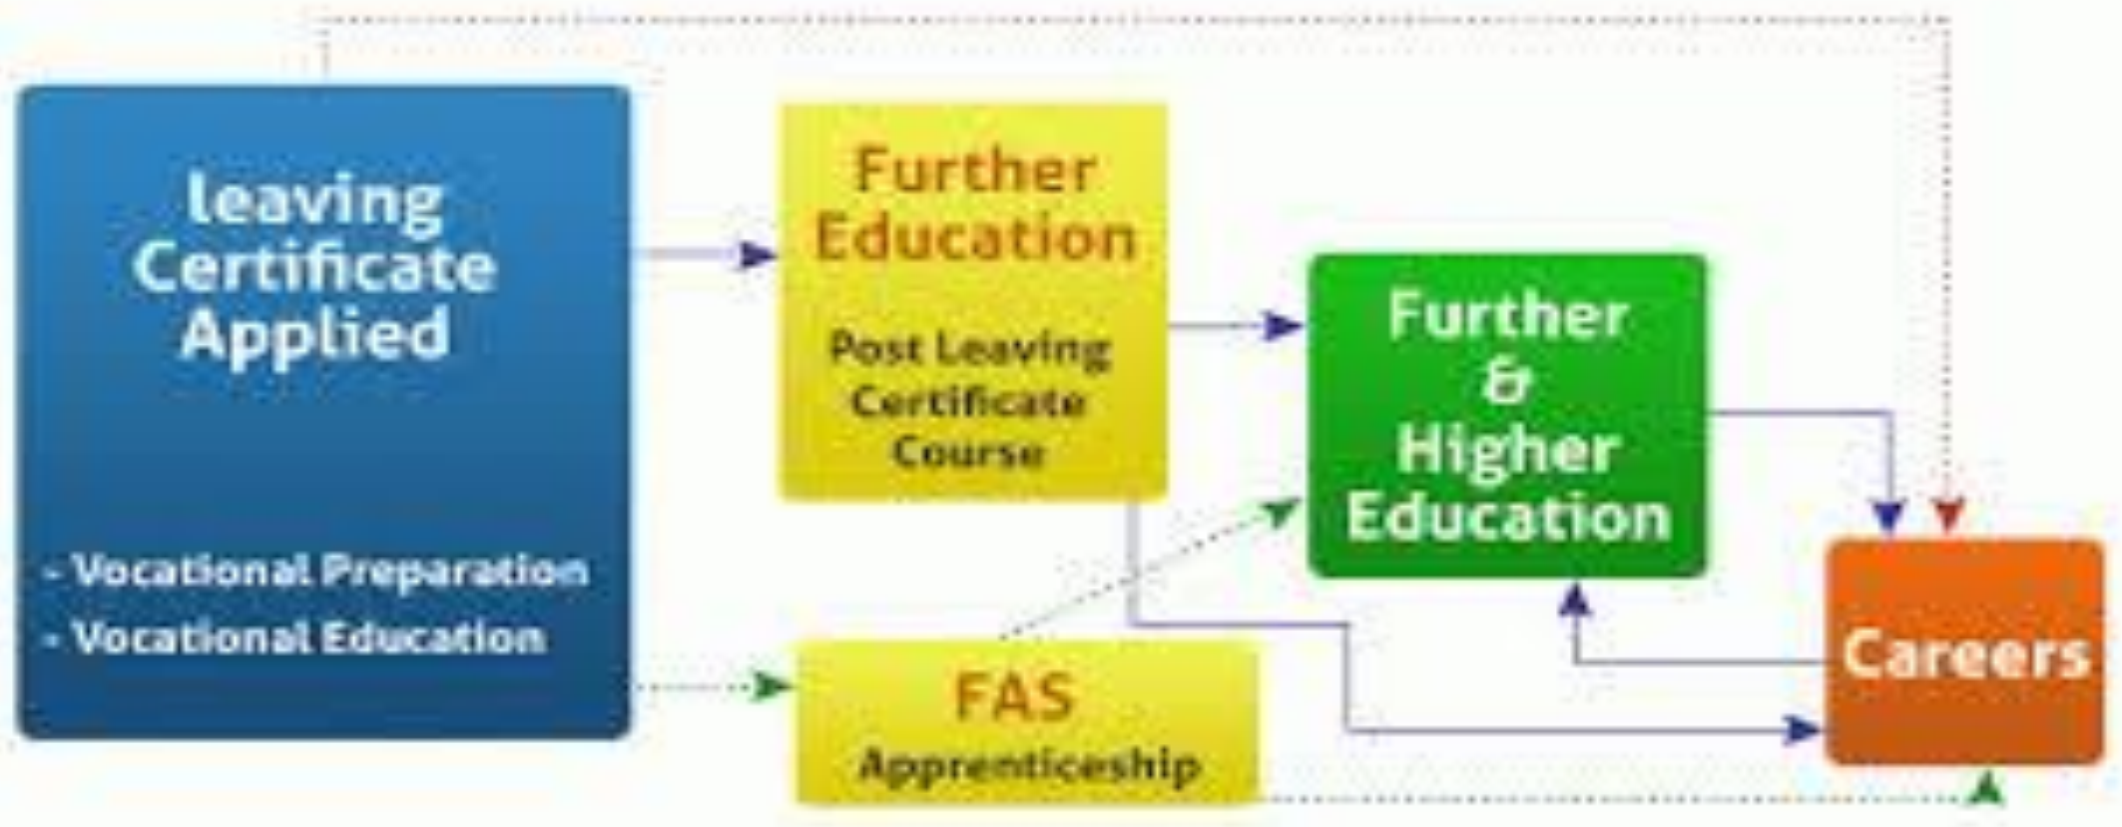 leaving
Certificate
Applied
- Vocational Preparation
- Vocational Education
Further
Education
Post Leaving
Certificate
Course
FAS
Apprenticeship
Further
&
Higher
Education
Careers